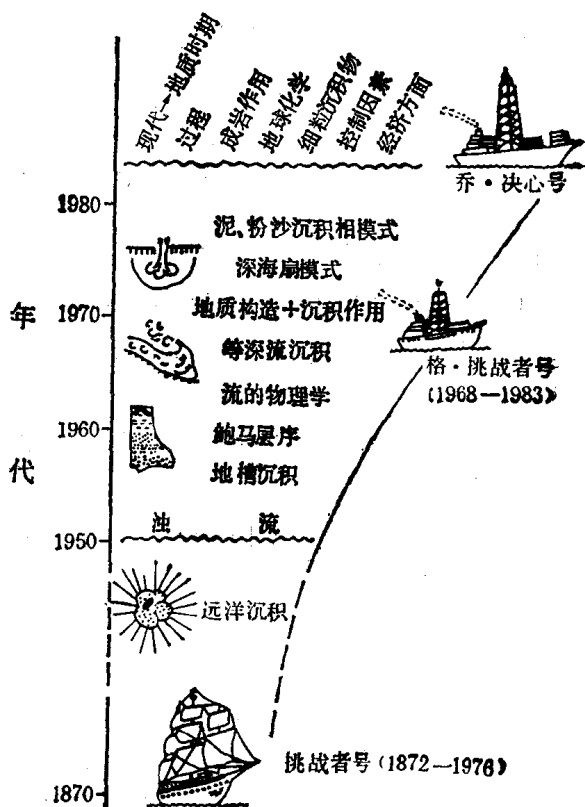 现代→地质时期
过程
成岩作用
地球化学
细粒沉积物
控制因素
经济方面
乔·决心号
1980
泥、粉沙沉积相模式
深海扇模式
年
1970
地质构造+沉积作用
等深流沉积
格·挑战者号
(1968—1983)
流的物理学
1960
鲍马层序
代
地槽沉积
浊 流
1950
远洋沉积
挑战者号(1872—1976)
1870